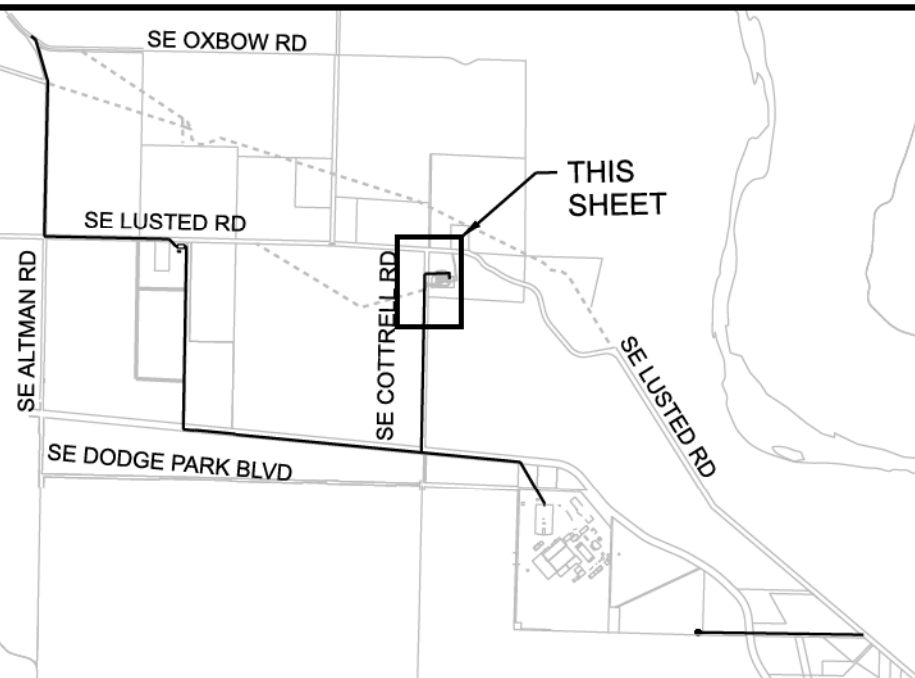 SE OXBOW RD
THIS
SHEET
SE LUSTED RD
SE ALTMAN RD
SE COTTRELL RD
SE LUSTED RD
SE DODGE PARK BLVD